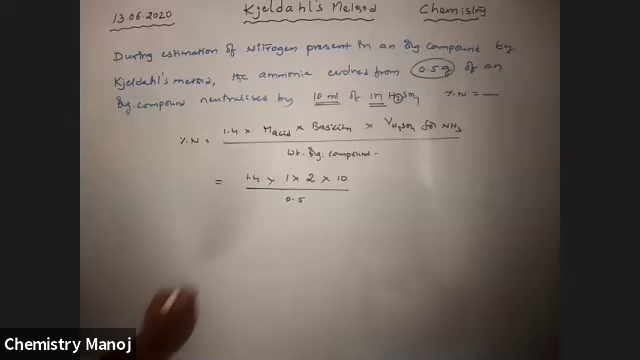 13.06.2020 Kjeldahl's Method Chemistry
During estimation of Nitrogen present in an Org. Compound by
Kjeldahl's method, the ammonia evolved from 0.5g of an
Org. compound neutralised by 10 ml of 1M H2SO4. %N = __
% N = 1.4 × Macid × Basicity × VH2SO4 for NH3
Wt. Org. compound.
= 1.4 × 1 × 2 × 10
0.5
Chemistry Manoj